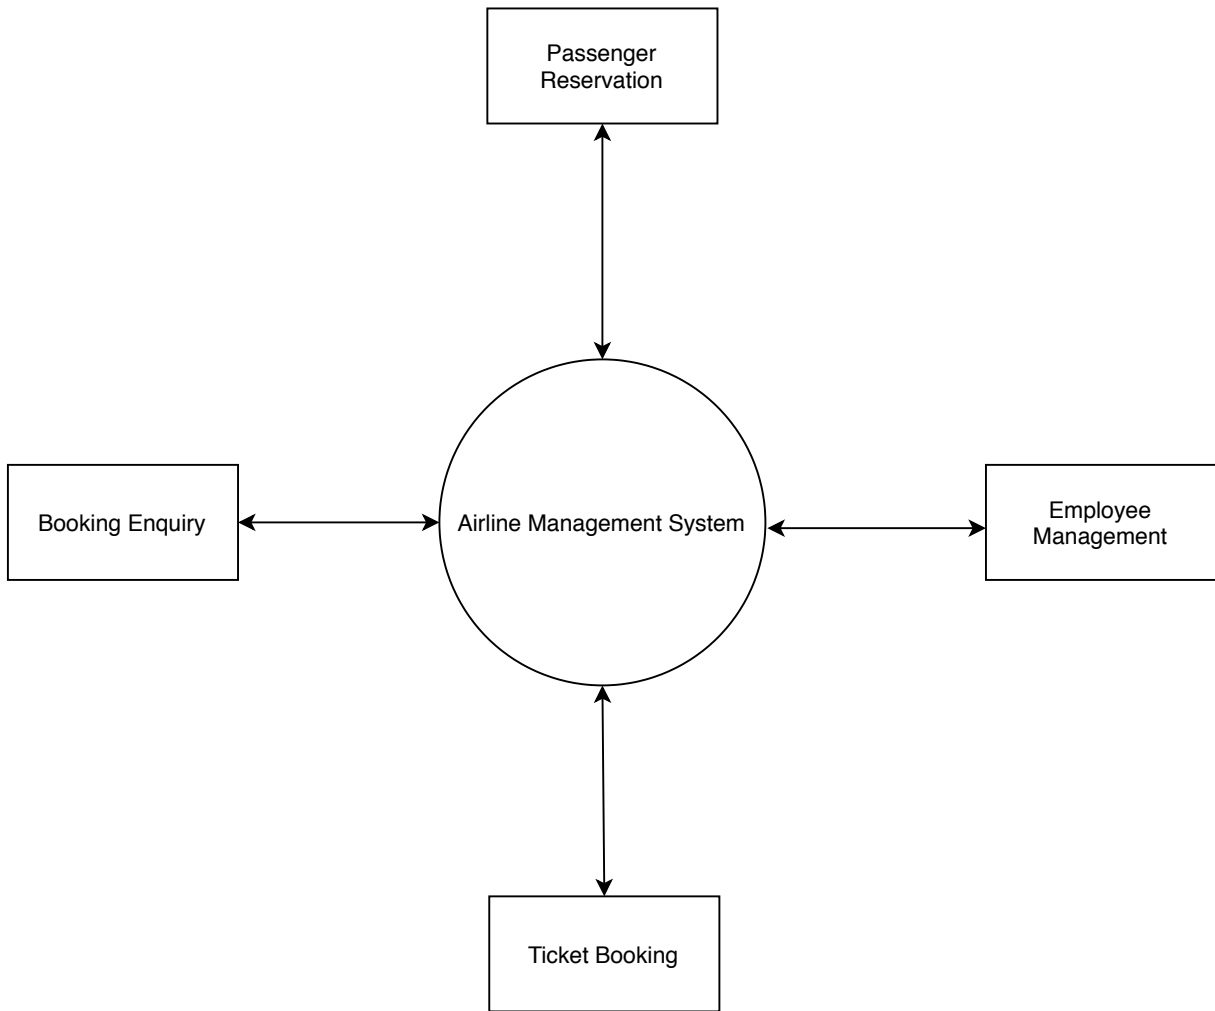 Passenger
Reservation
Booking Enquiry
Airline Management System
Employee
Management
Ticket Booking